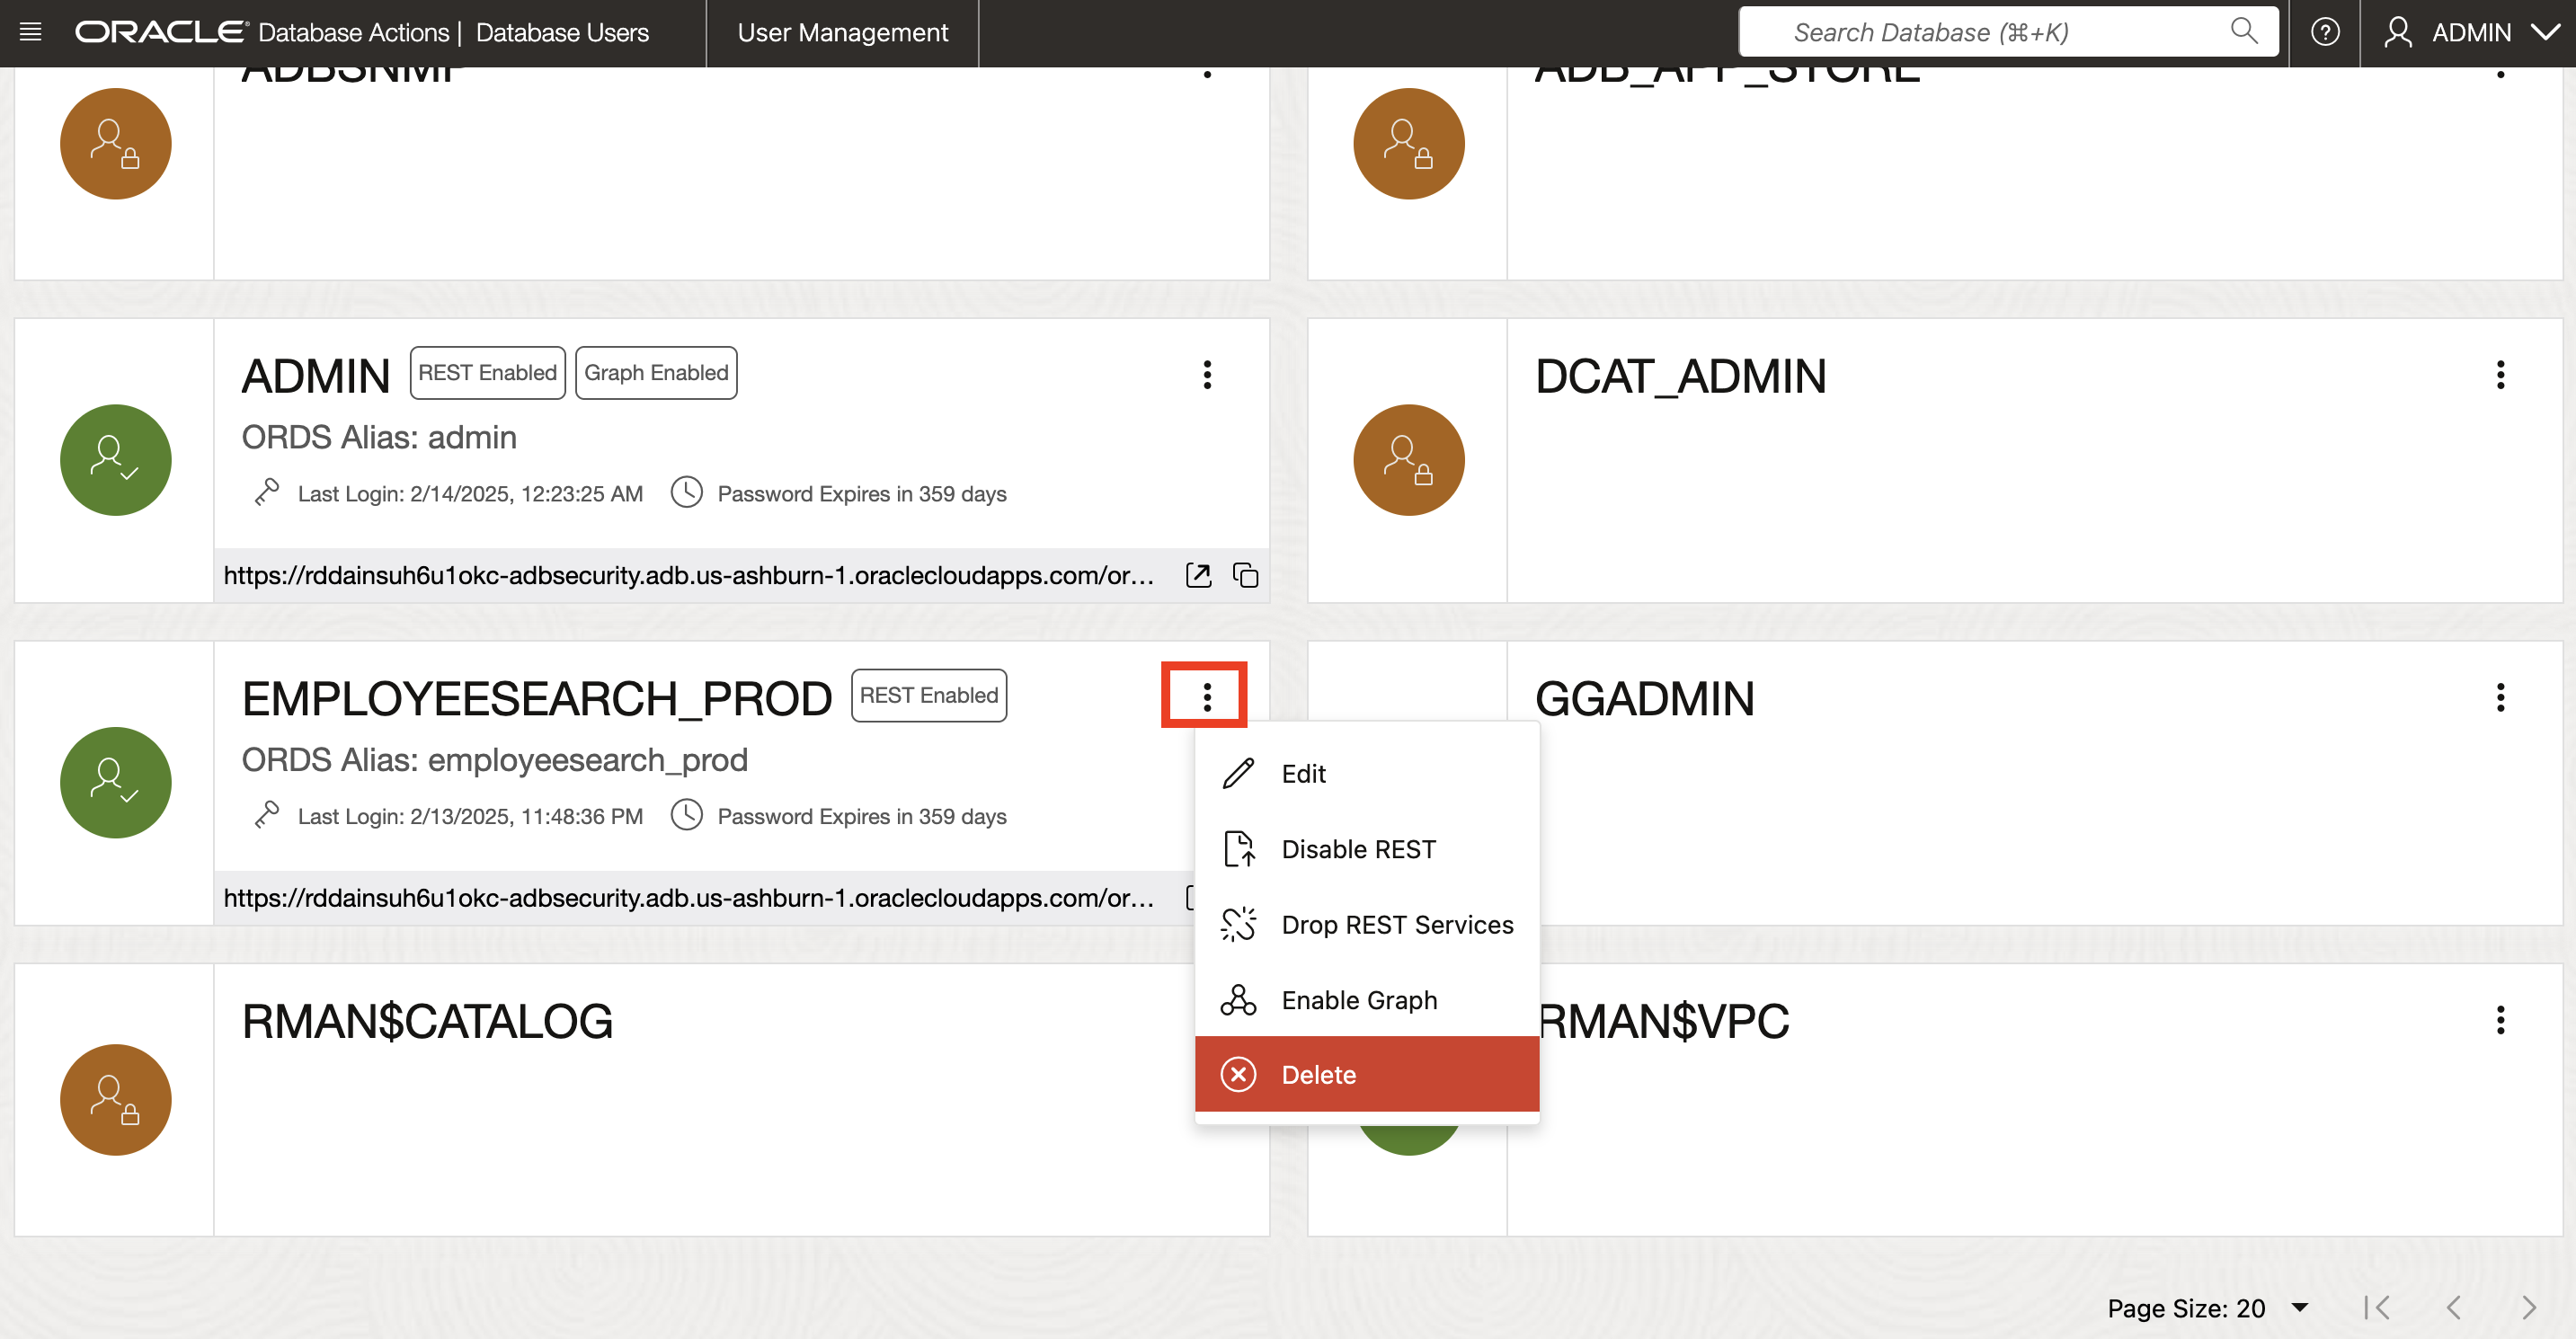 ORACLE Database Actions | Database Users
User Management
Search Database (⌘+K)
ADMIN
ADBSNMP
ADB_APP_STORE
ADMIN REST Enabled Graph Enabled
ORDS Alias: admin
Last Login: 2/14/2025, 12:23:25 AM Password Expires in 359 days
https://rddainsuh6u1okc-adbsecurity.adb.us-ashburn-1.oraclecloudapps.com/or...
DCAT_ADMIN
EMPLOYEESEARCH_PROD REST Enabled
ORDS Alias: employeesearch_prod
Last Login: 2/13/2025, 11:48:36 PM Password Expires in 359 days
https://rddainsuh6u1okc-adbsecurity.adb.us-ashburn-1.oraclecloudapps.com/or...
GGADMIN
Edit
Disable REST
Drop REST Services
Enable Graph
Delete
RMAN$CATALOG
RMAN$VPC
Page Size: 20